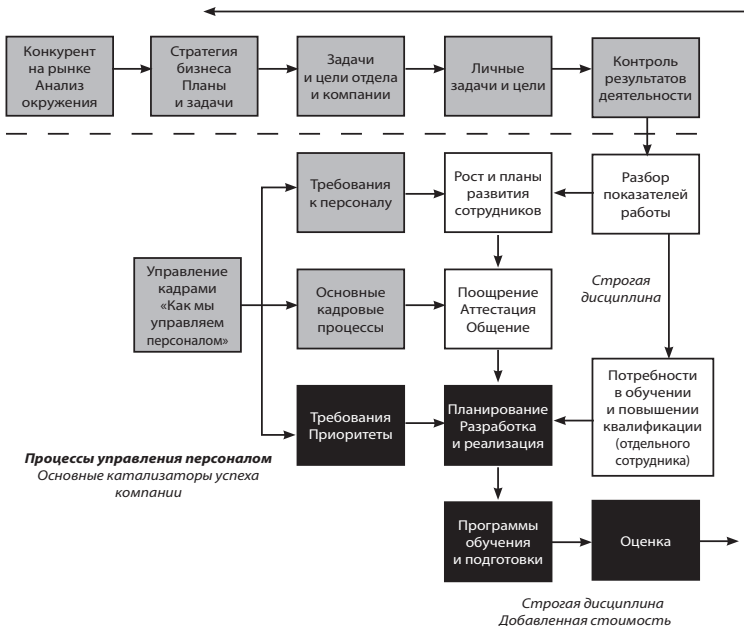 Конкурент
на рынке
Анализ
окружения
Стратегия
бизнеса
Планы
и задачи
Задачи
и цели отдела
и компании
Личные
задачи и цели
Контроль
результатов
деятельности
Требования
к персоналу
Рост и планы
развития
сотрудников
Разбор
показателей
работы
Управление
кадрами
«Как мы
управляем
персоналом»
Основные
кадровые
процессы
Поощрение
Аттестация
Общение
Строгая
дисциплина
Требования
Приоритеты
Планирование
Разработка
и реализация
Потребности
в обучении
и повышении
квалификации
(отдельного
сотрудника)
Процессы управления персоналом
Основные катализаторы успеха
компании
Программы
обучения
и подготовки
Оценка
Строгая дисциплина
Добавленная стоимость